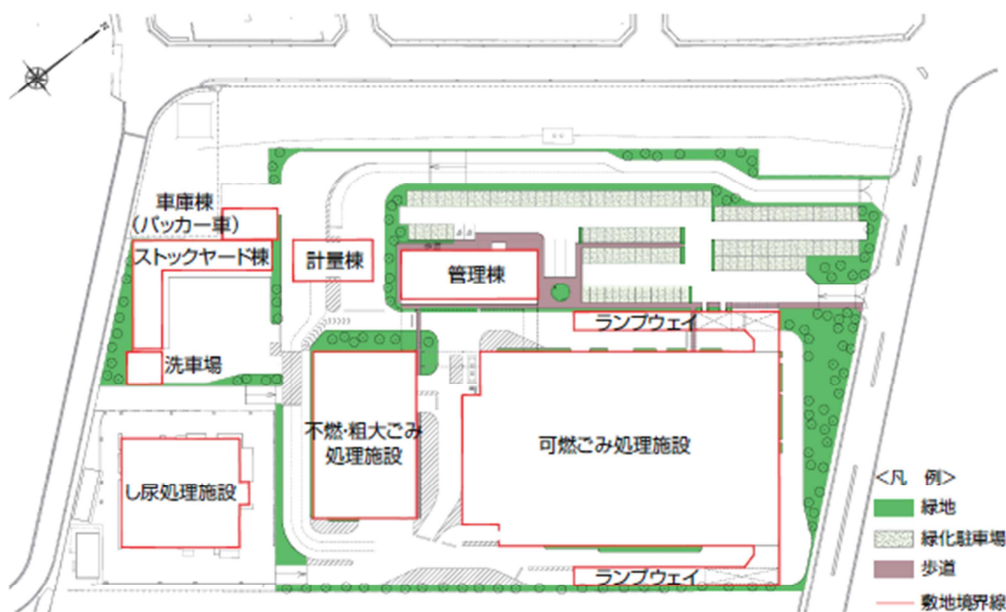 車庫棟
(パッカー車)
ストックヤード棟
計量棟
管理棟
ランプウェイ
洗車場
不燃・粗大ごみ
処理施設
可燃ごみ処理施設
し尿処理施設
ランプウェイ
<凡 例>
緑地
緑化駐車場
歩道
敷地境界線